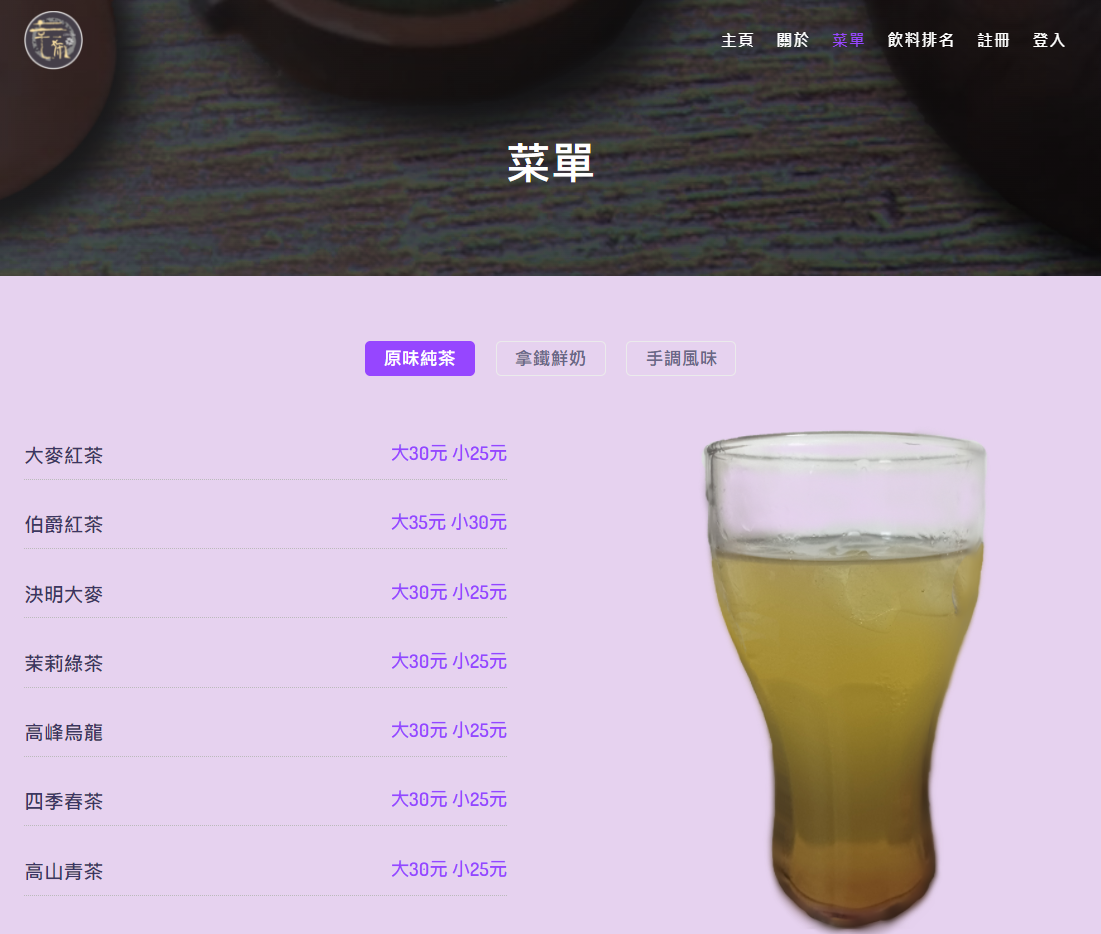 主頁 關於 菜單 飲料排名 註冊 登入
菜單
原味純茶 拿鐵鮮奶 手調風味
大麥紅茶 大30元 小25元
伯爵紅茶 大35元 小30元
決明大麥 大30元 小25元
茉莉綠茶 大30元 小25元
高峰烏龍 大30元 小25元
四季春茶 大30元 小25元
高山青茶 大30元 小25元